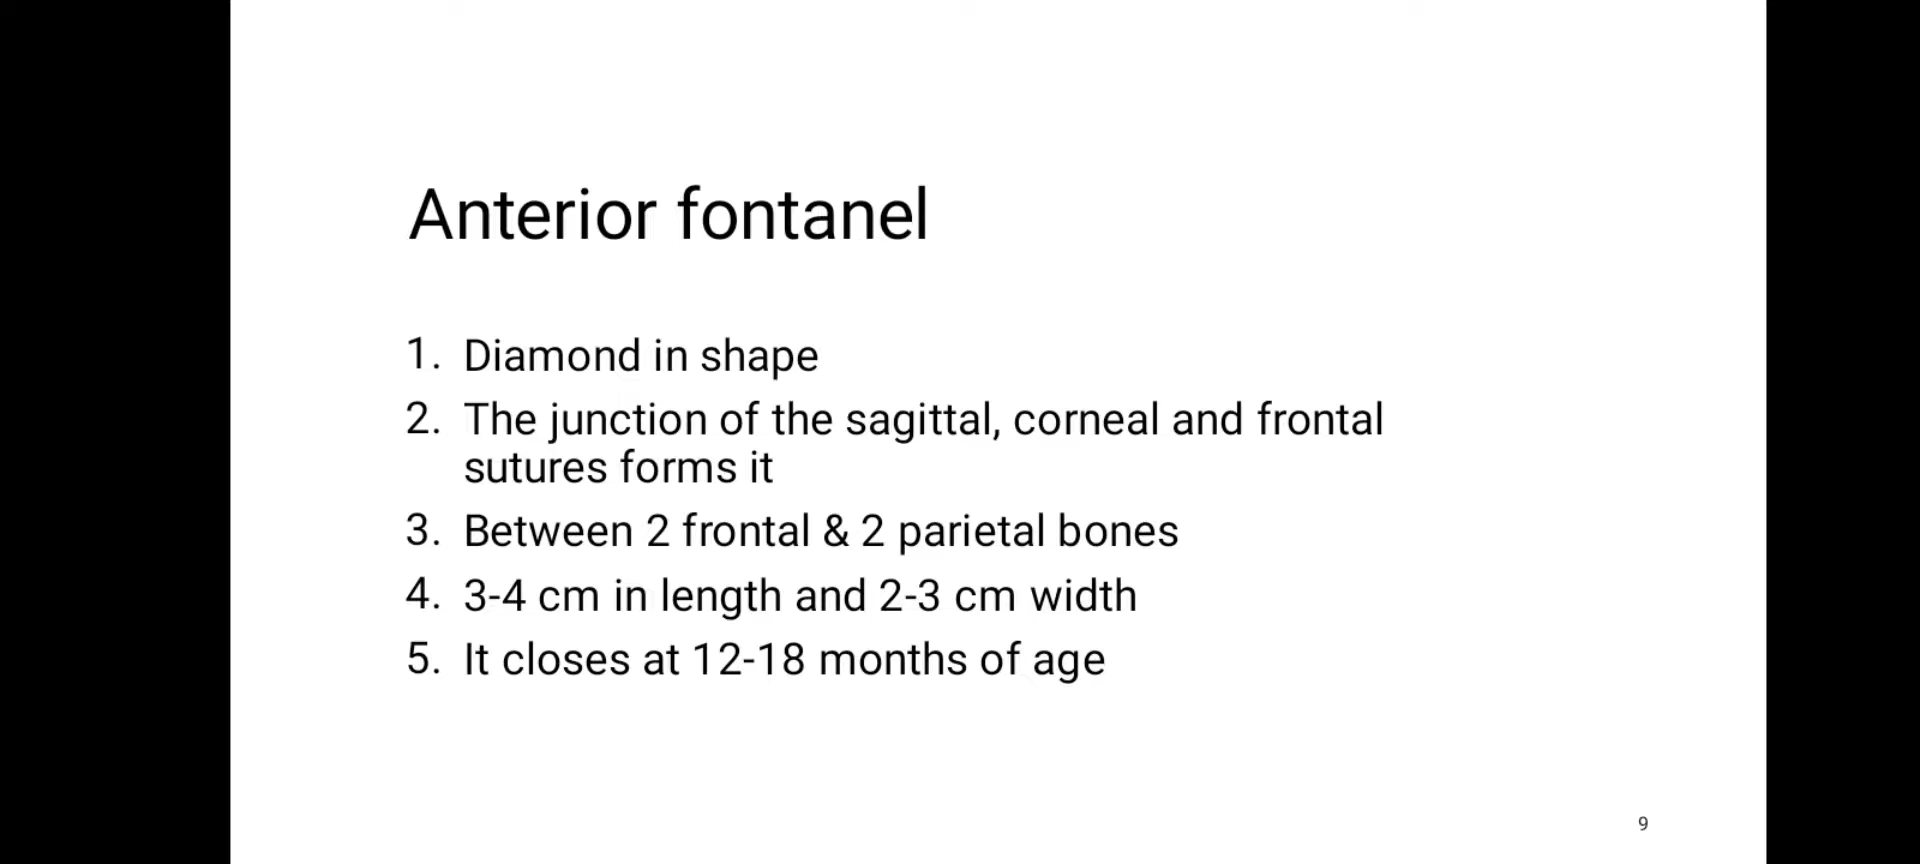 Anterior fontanel
1. Diamond in shape
2. The junction of the sagittal, corneal and frontal
sutures forms it
3. Between 2 frontal & 2 parietal bones
4. 3-4 cm in length and 2-3 cm width
5. It closes at 12-18 months of age
9